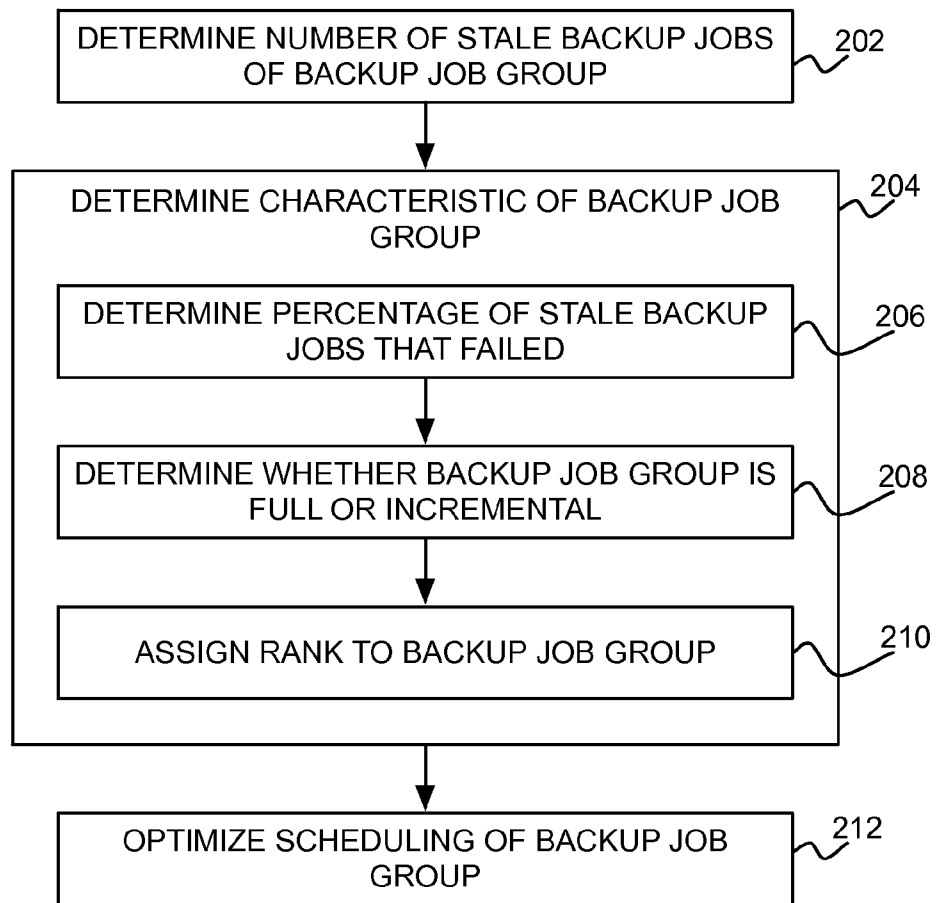 DETERMINE NUMBER OF STALE BACKUP JOBS
OF BACKUP JOB GROUP
202
DETERMINE CHARACTERISTIC OF BACKUP JOB
GROUP
204
DETERMINE PERCENTAGE OF STALE BACKUP
JOBS THAT FAILED
206
DETERMINE WHETHER BACKUP JOB GROUP IS
FULL OR INCREMENTAL
208
ASSIGN RANK TO BACKUP JOB GROUP
210
OPTIMIZE SCHEDULING OF BACKUP JOB
GROUP
212